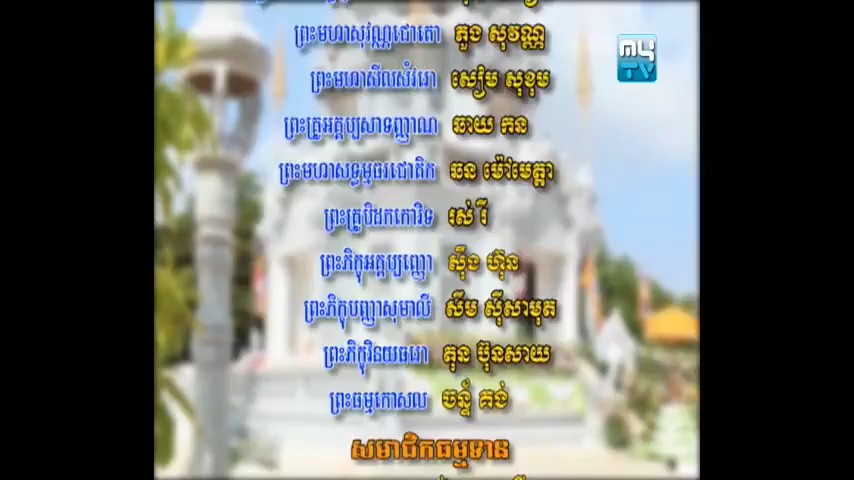 MY TV
ព្រះមហាសុវណ្ណជោតោ ភួង សុវណ្ណ
ព្រះមហាសីលសំវរោ សៀម សុខុម
ព្រះគ្រូអគ្គប្បសាទញ្ញាណ ឆាយ កន
ព្រះមហាសទ្ធម្មចរជោតិក ឆន ម៉ៅមេត្តា
ព្រះគ្រូបិដកកោវិទ រស់ រី
ព្រះភិក្ខុអគ្គប្បញ្ញោ ស៊ឹង ហ៊ុន
ព្រះភិក្ខុបញ្ញាសុមាលី សឹម ស៊ីសាមុត
ព្រះភិក្ខុវិនយធរោ តុន ប៊ុនសាយ
ព្រះធម្មកោសល ចន្ទ័ គង់
សមាជិកធម្មទាន